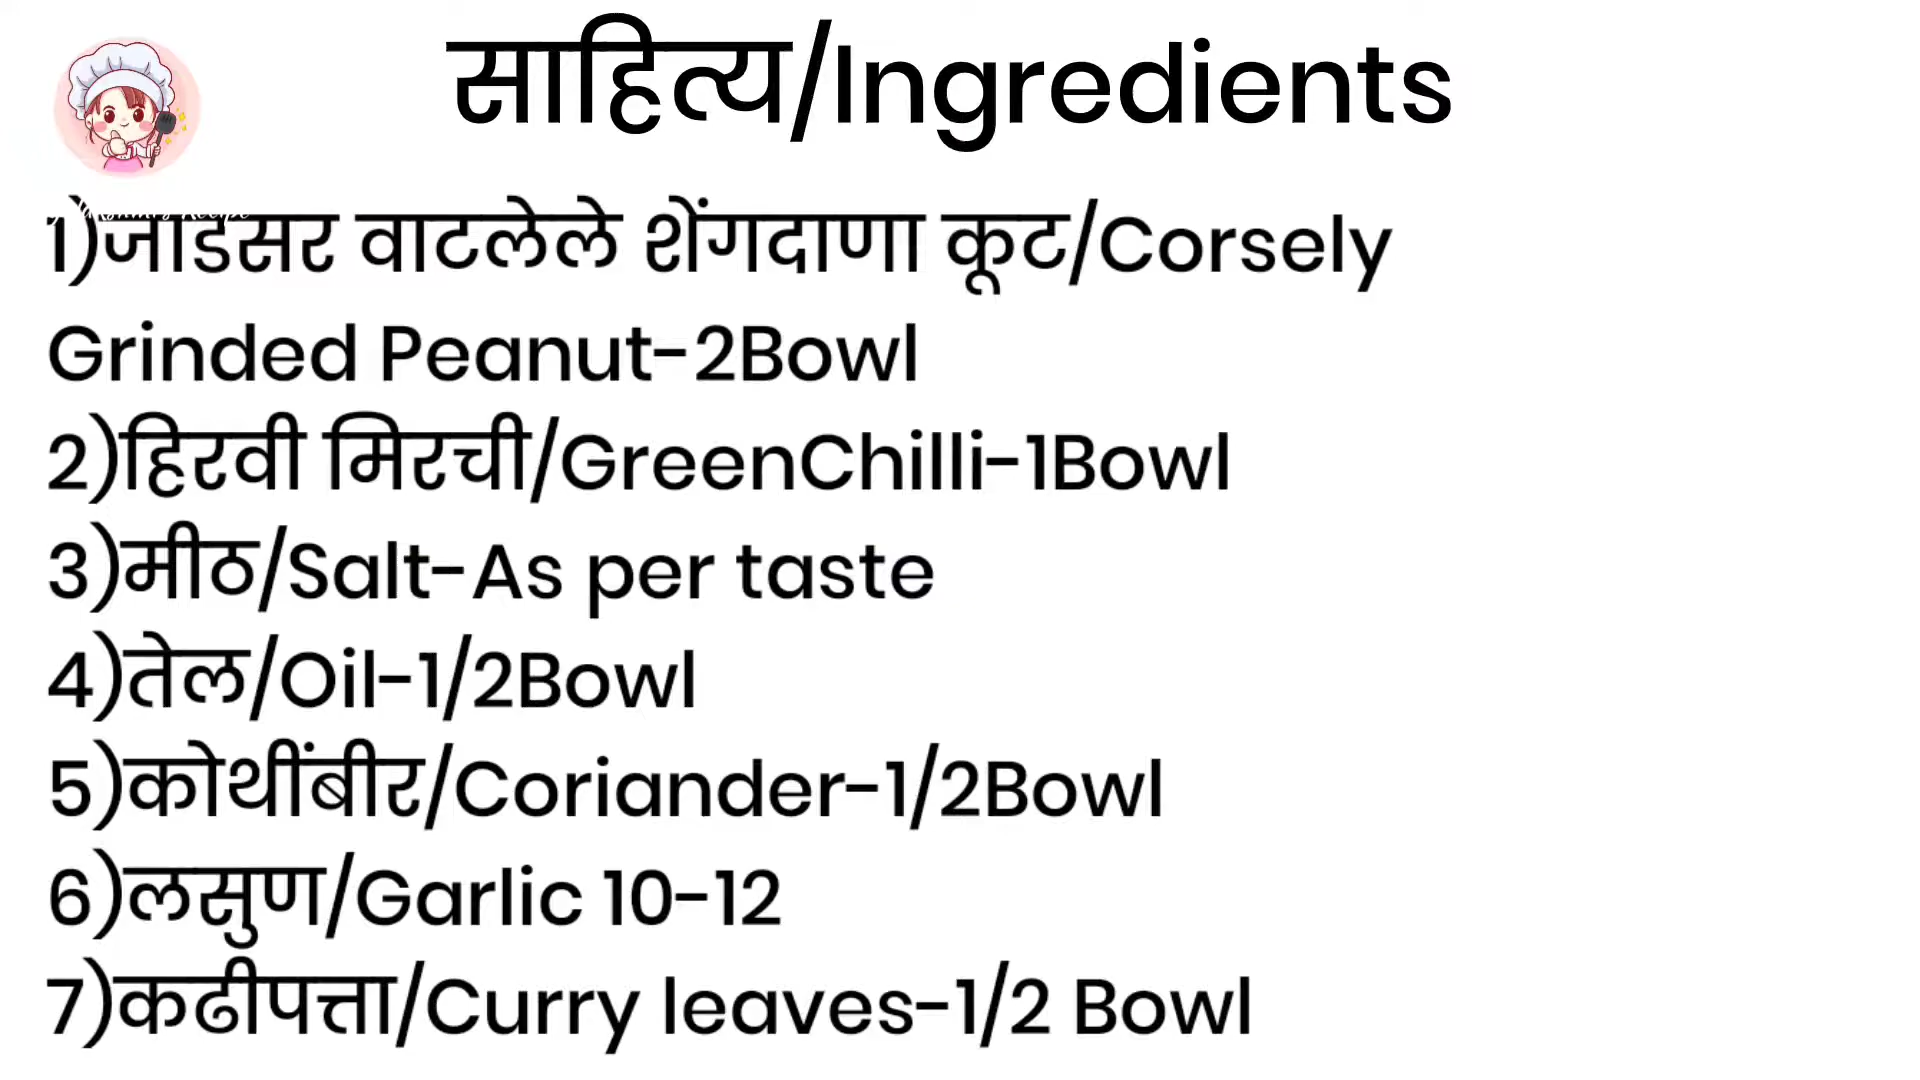 साहित्य/Ingredients
1)जाडसर वाटलेले शेंगदाणा कूट/Corsely
Grinded Peanut-2Bowl
2)हिरवी मिरची/GreenChilli-1Bowl
3)मीठ/Salt-As per taste
4)तेल/Oil-1/2Bowl
5)कोथींबीर/Coriander-1/2Bowl
6)लसुण/Garlic 10-12
7)कढीपत्ता/Curry leaves-1/2 Bowl